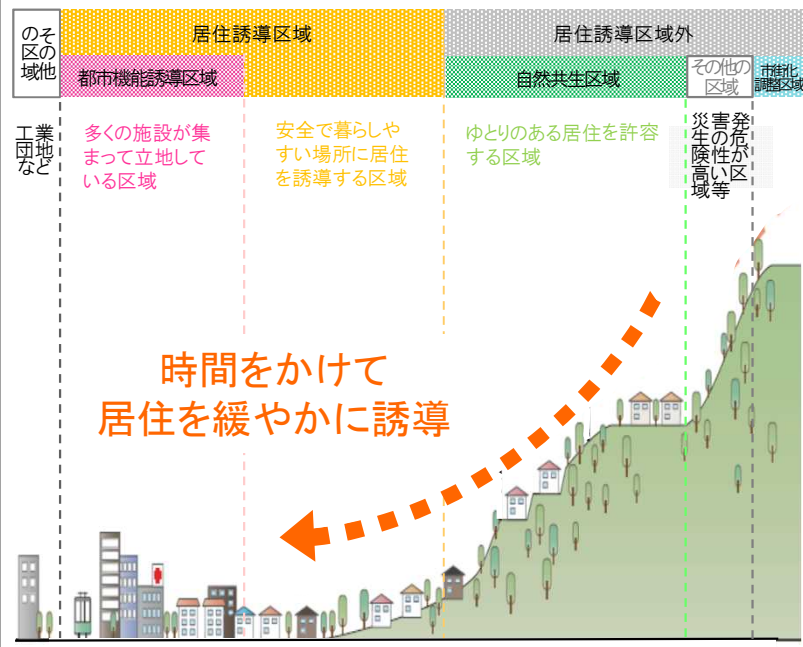 その他
の区域
居住誘導区域
居住誘導区域外
都市機能誘導区域
自然共生区域
その他の
区域
市街化
調整区域
工業
団地
など
多くの施設が集
まって立地して
いる区域
安全で暮らしや
すい場所に居住
を誘導する区域
ゆとりのある居住を許容
する区域
災害発
生の危
険性が
高い区
域等
時間をかけて
居住を緩やかに誘導